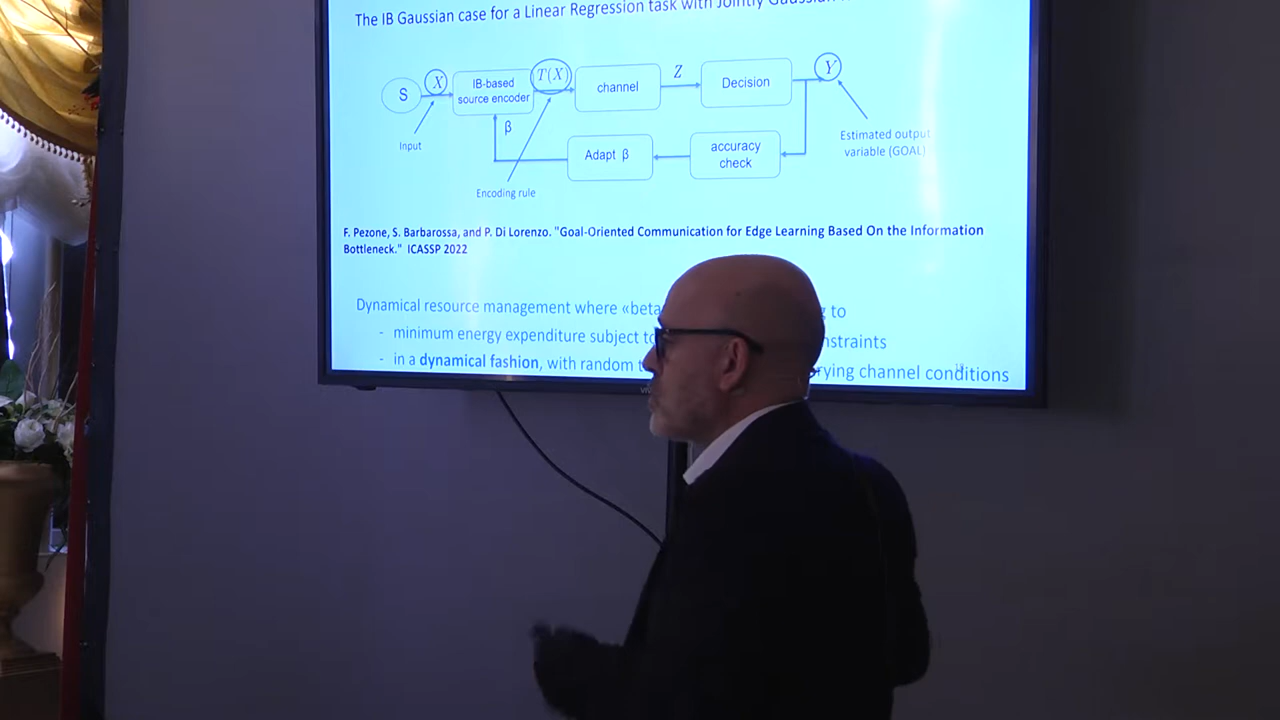 The IB Gaussian case for a Linear Regression task with Jointly Gaussian
S
X
IB-based
source encoder
T(X)
channel
Z
Decision
Y
Input
β
Adapt β
accuracy
check
Estimated output
variable (GOAL)
Encoding rule
F. Pezone, S. Barbarossa, and P. Di Lorenzo. "Goal-Oriented Communication for Edge Learning Based On the Information
Bottleneck." ICASSP 2022
Dynamical resource management where «beta to
- minimum energy expenditure subject to
- in a dynamical fashion, with random channel conditions